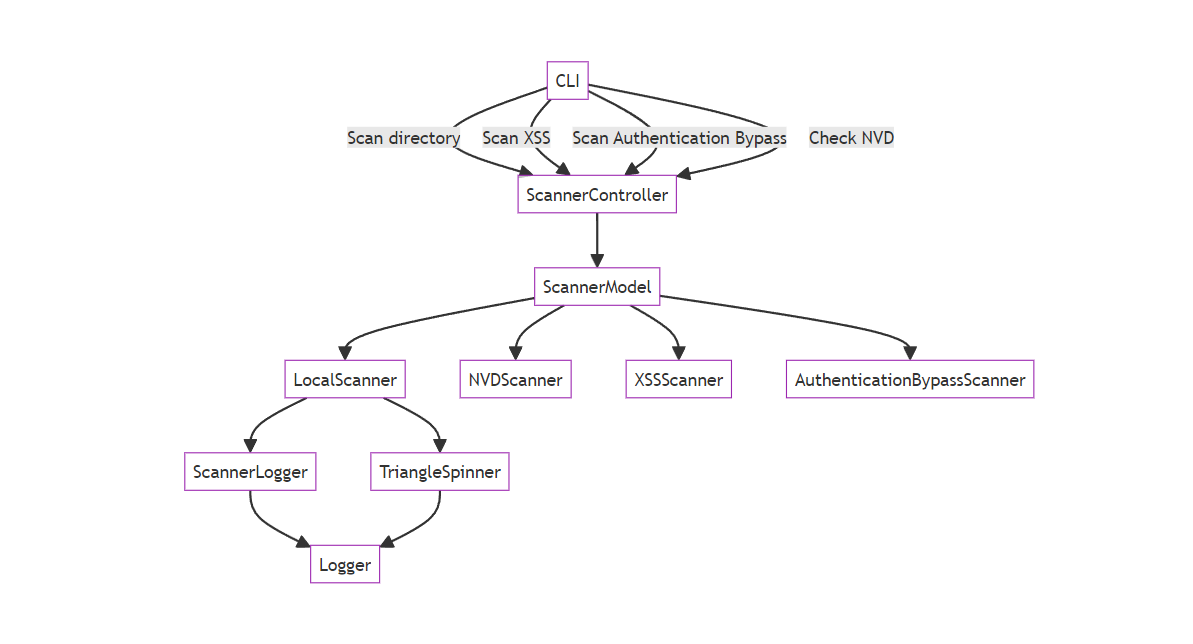 CLI
Scan directory
Scan XSS
Scan Authentication Bypass
Check NVD
ScannerController
ScannerModel
LocalScanner
NVDScanner
XSSScanner
AuthenticationBypassScanner
ScannerLogger
TriangleSpinner
Logger